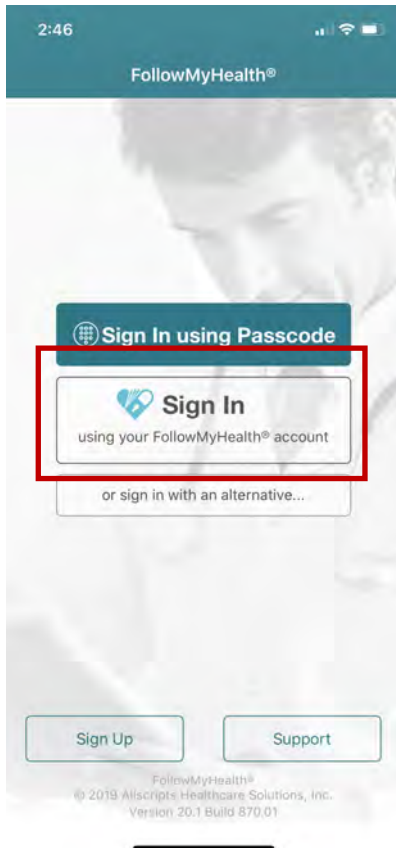 2:46
FollowMyHealth®
Sign In using Passcode
Sign In
using your FollowMyHealth® account
or sign in with an alternative...
Sign Up
Support
FollowMyHealth®
© 2019 Allscripts Healthcare Solutions, Inc.
Version 20.1 Build 870.01